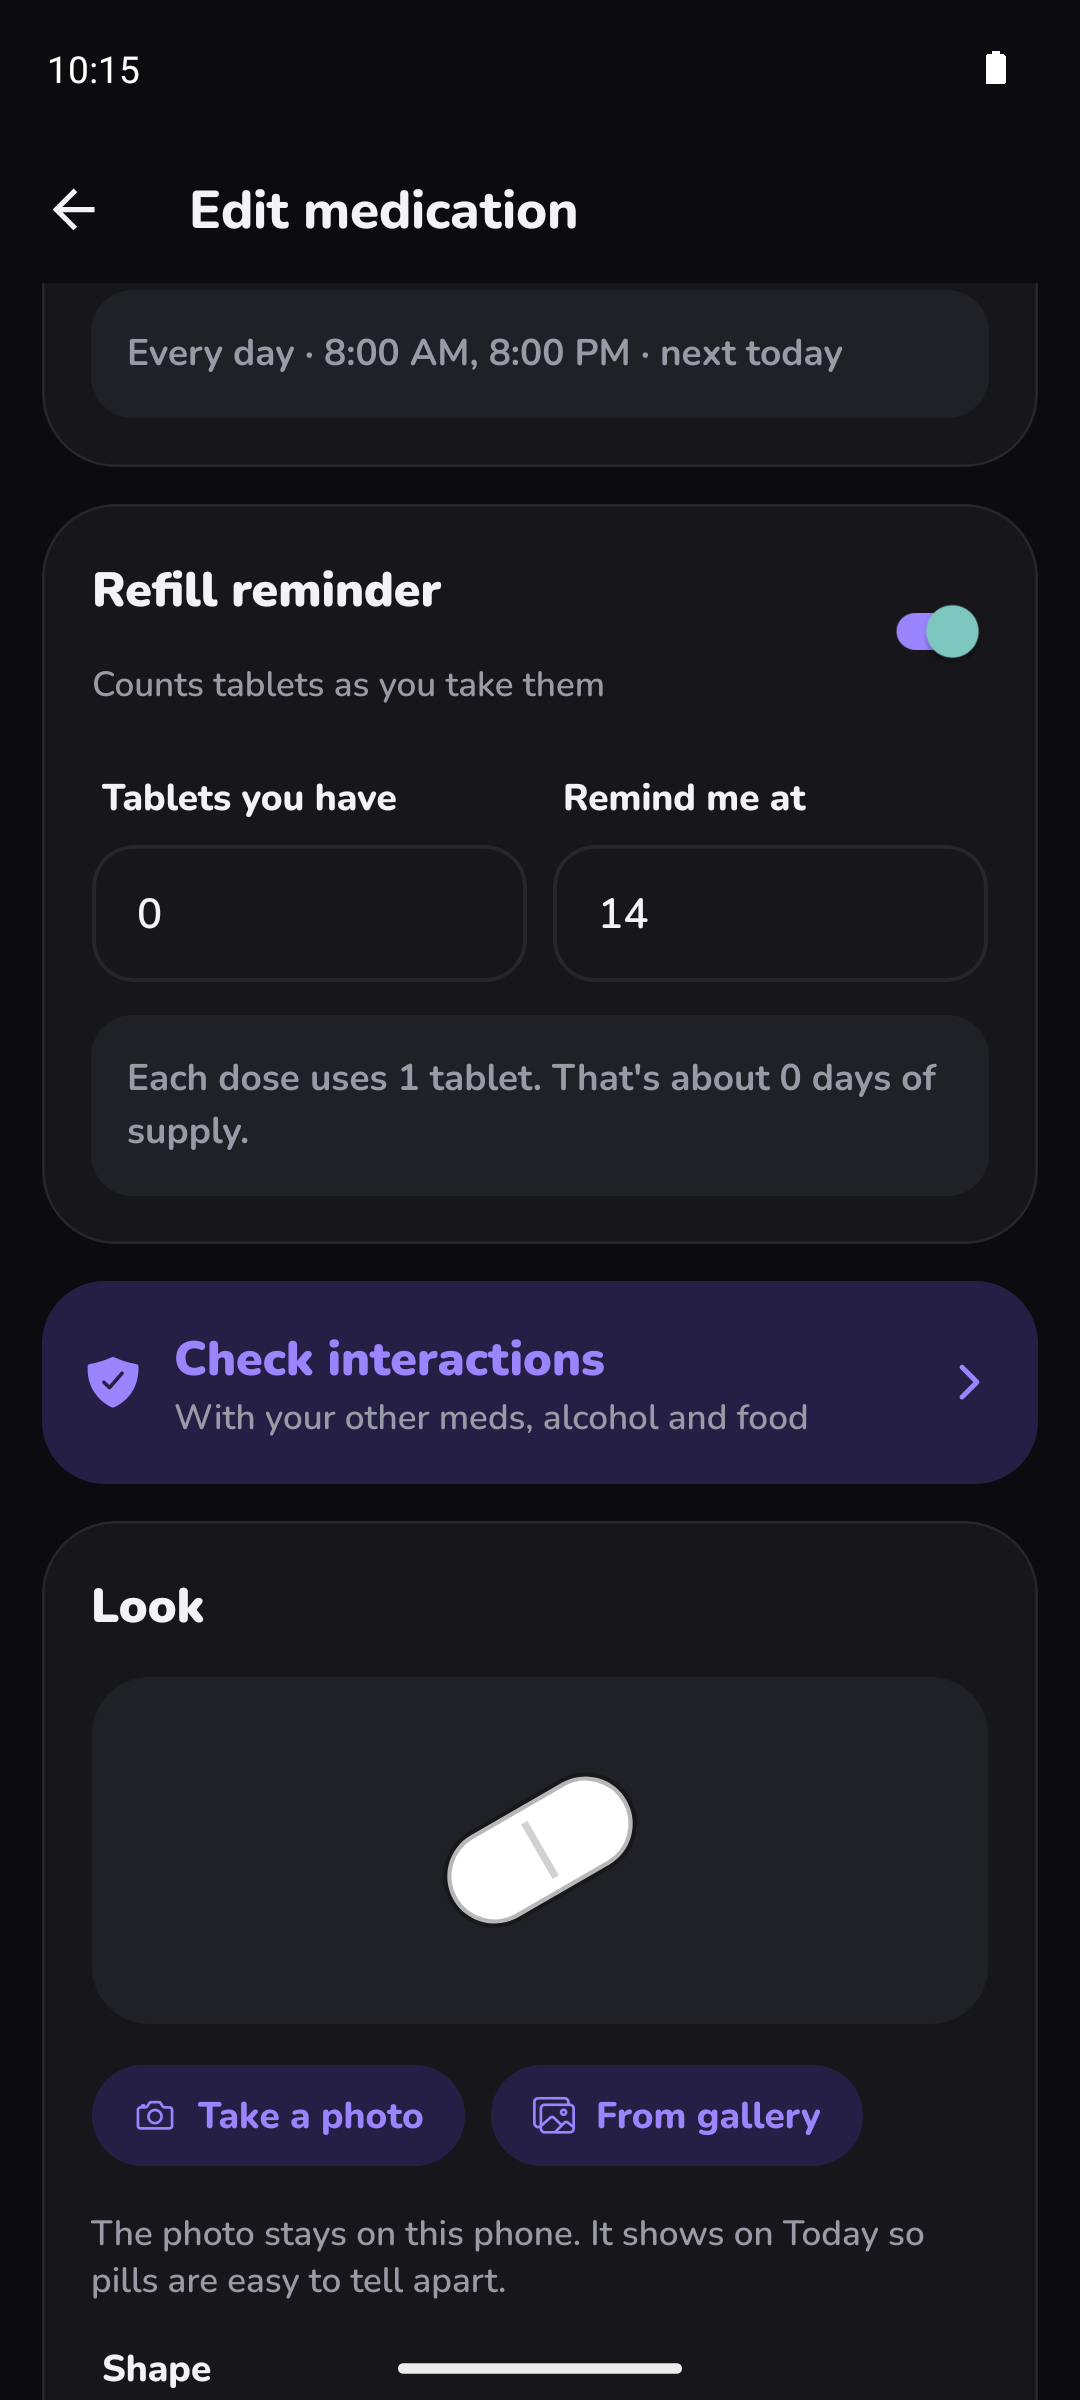 10:15
Edit medication
Every day · 8:00 AM, 8:00 PM · next today
Refill reminder
Counts tablets as you take them
Tablets you have
Remind me at
0
14
Each dose uses 1 tablet. That's about 0 days of
supply.
Check interactions
With your other meds, alcohol and food
Look
Take a photo
From gallery
The photo stays on this phone. It shows on Today so
pills are easy to tell apart.
Shape